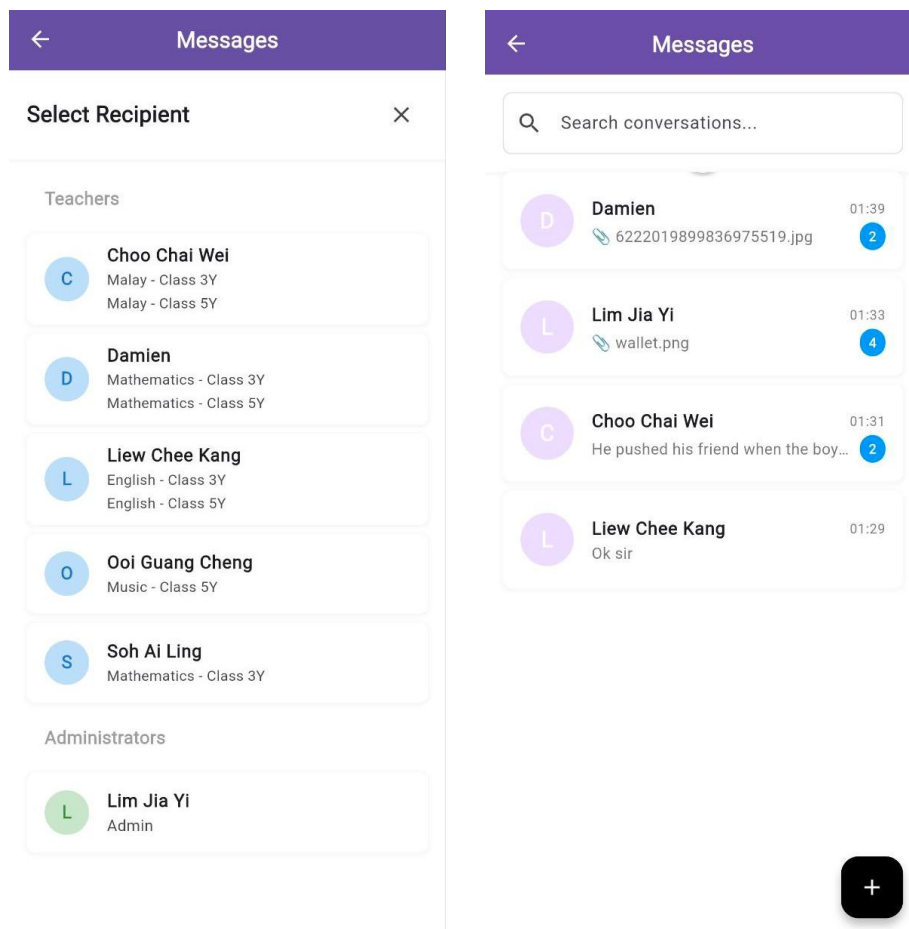 Messages
Select Recipient
Teachers
C
Choo Chai Wei
Malay - Class 3Y
Malay - Class 5Y
D
Damien
Mathematics - Class 3Y
Mathematics - Class 5Y
L
Liew Chee Kang
English - Class 3Y
English - Class 5Y
O
Ooi Guang Cheng
Music - Class 5Y
S
Soh Ai Ling
Mathematics - Class 3Y
Administrators
L
Lim Jia Yi
Admin
Messages
Search conversations...
D
Damien 01:39
6222019899836975519.jpg 2
L
Lim Jia Yi 01:33
wallet.png 4
C
Choo Chai Wei 01:31
He pushed his friend when the boy... 2
L
Liew Chee Kang 01:29
Ok sir